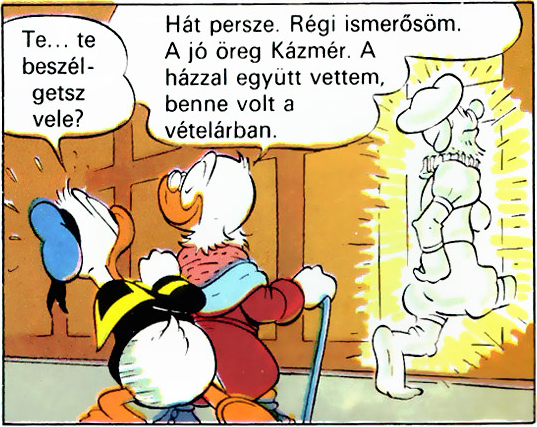 Te... te
beszél-
getsz
vele?
Hát persze. Régi ismerősöm.
A jó öreg Kázmér. A
házzal együtt vettem,
benne volt a
vételárban.